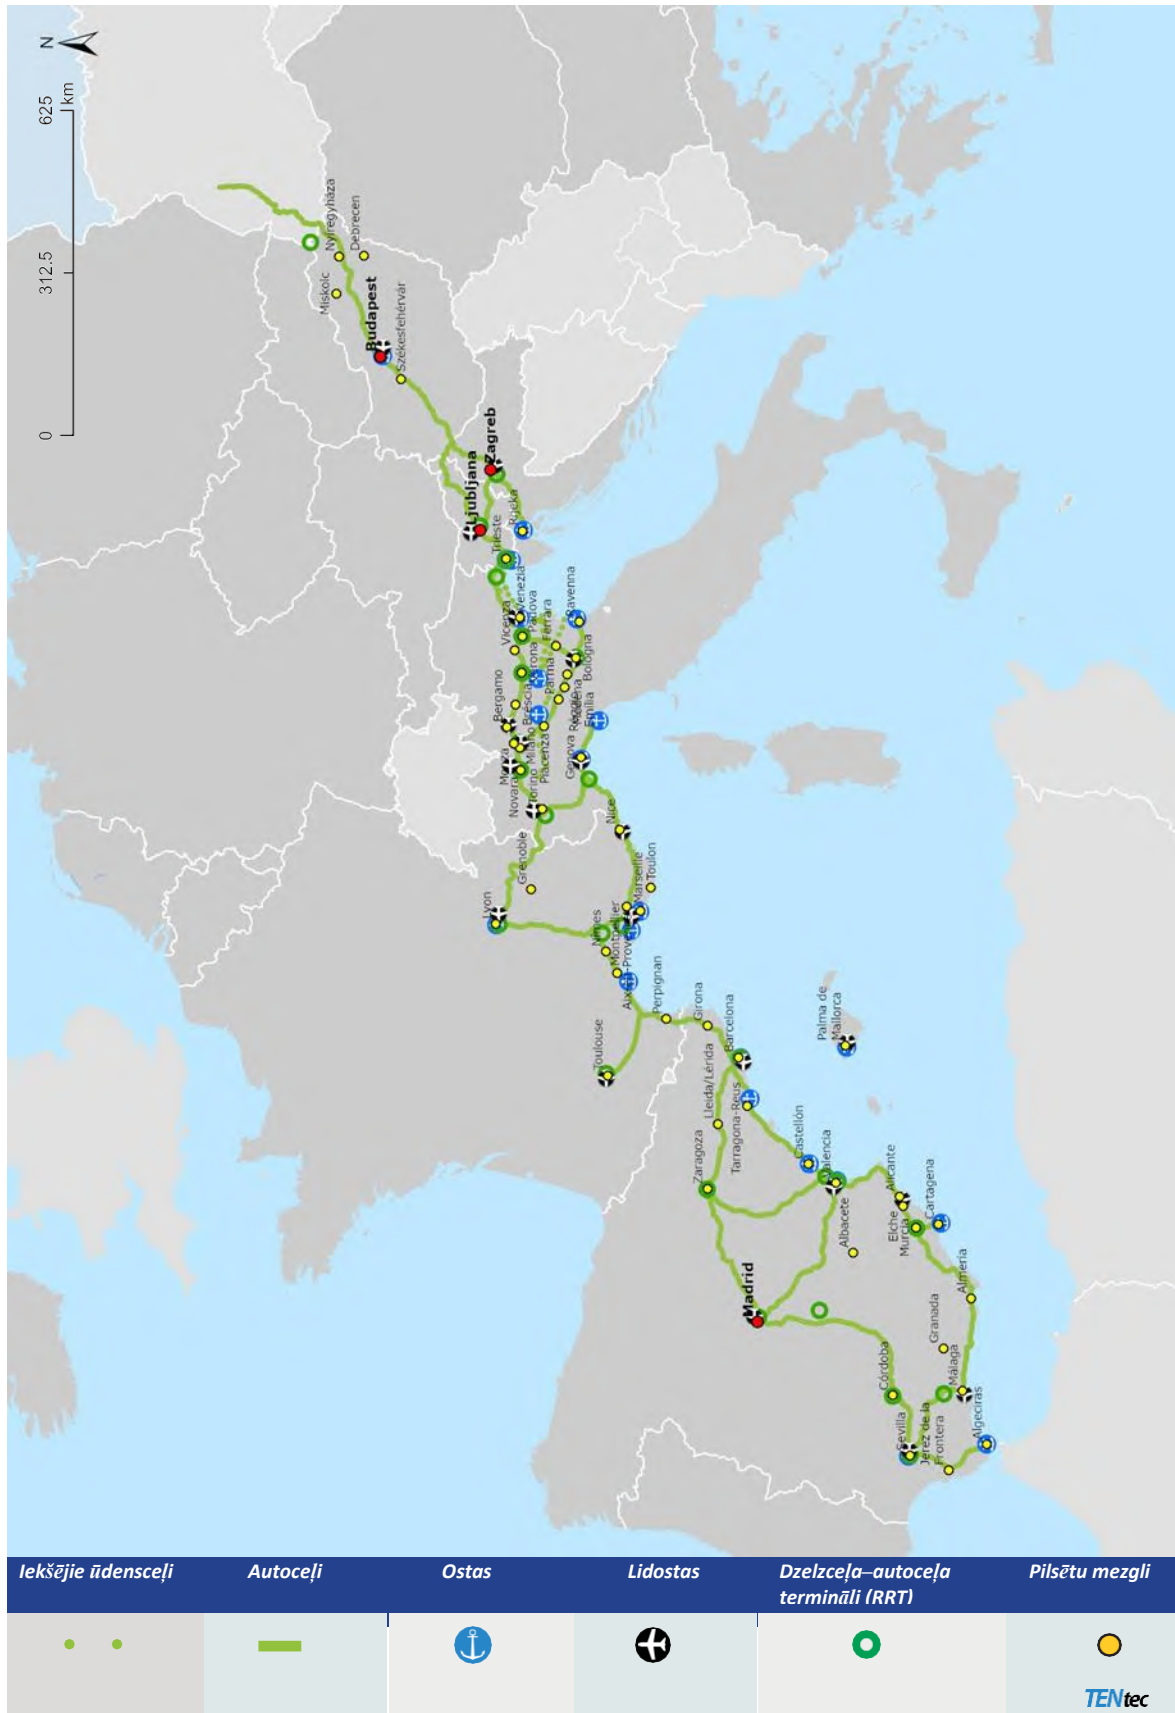 N
625
km
312.5
0
Nyíregyháza
Debrecen
Miskolc
Budapest
Székesfehérvár
Zagreb
Ljubljana
Rijeka
Trieste
Venezia
Padova
Vicenza
Ferrara
Ravenna
Verona
Bologna
Parma
Bergamo
Brescia
Modena
Reggio
Emilia
Milano
Piacenza
Monza
Genova
Novara
Torino
Nice
Grenoble
Toulon
Marseille
Lyon
Nîmes
Montpellier
Perpignan
Toulouse
Girona
Barcelona
Palma de
Mallorca
Lleida/Lérida
Tarragona-Reus
Zaragoza
Castellón
Valencia
Alicante
Cartagena
Albacete
Elche
Murcia
Madrid
Almería
Granada
Córdoba
Málaga
Sevilla
Jerez de la
Frontera
Algeciras
Iekšējie ūdensceļi
Autoceļi
Ostas
Lidostas
Dzelzceļa–autoceļa
termināli (RRT)
Pilsētu mezgli
TENtec